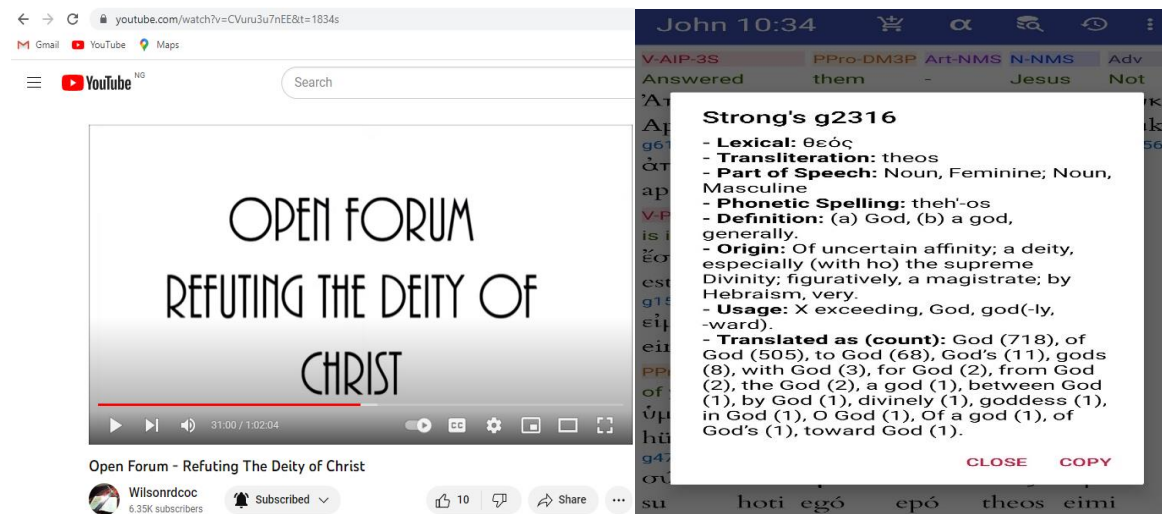 youtube.com/watch?v=CVuru3u7nEE&t=1834s
Gmail YouTube Maps
YouTube NG
Search
OPEN FORUM
REFUTING THE DEITY OF
CHRIST
31:00 / 1:02:04
CC
Open Forum - Refuting The Deity of Christ
Wilsonrdcoc
6.35K subscribers
Subscribed
10
Share
John 10:34
α
V-AIP-3S PPro-DM3P Art-NMS N-NMS Adv
Answered them - Jesus Not
Strong's g2316
- Lexical: θεός
- Transliteration: theos
- Part of Speech: Noun, Feminine; Noun,
Masculine
- Phonetic Spelling: theh'-os
- Definition: (a) God, (b) a god,
generally.
- Origin: Of uncertain affinity; a deity,
especially (with ho) the supreme
Divinity; figuratively, a magistrate; by
Hebraism, very.
- Usage: X exceeding, God, god(-ly,
-ward).
- Translated as (count): God (718), of
God (505), to God (68), God's (11), gods
(8), with God (3), for God (2), from God
(2), the God (2), a god (1), between God
(1), by God (1), divinely (1), goddess (1),
in God (1), O God (1), Of a god (1), of
God's (1), toward God (1).
CLOSE COPY
su hoti egó epó theos eimi